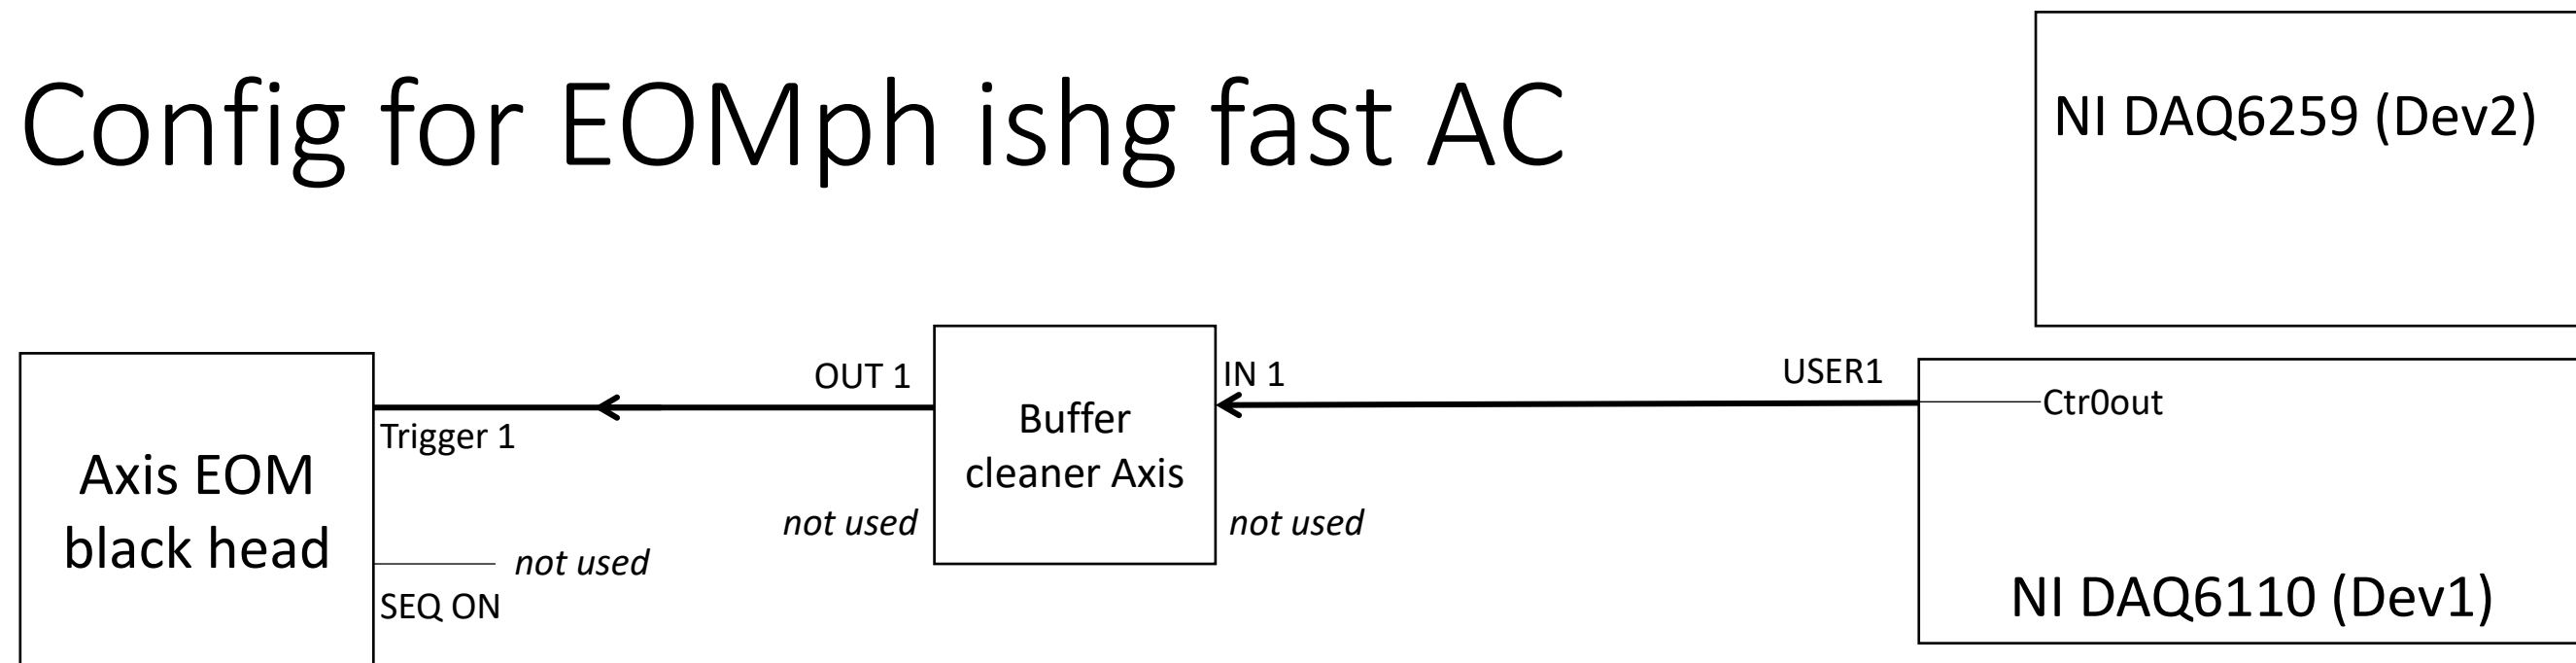 Config for EOMph ishg fast AC
NI DAQ6259 (Dev2)
OUT 1
IN 1
USER1
Ctr0out
Trigger 1
Buffer
cleaner Axis
Axis EOM
black head
not used
not used
not used
SEQ ON
NI DAQ6110 (Dev1)